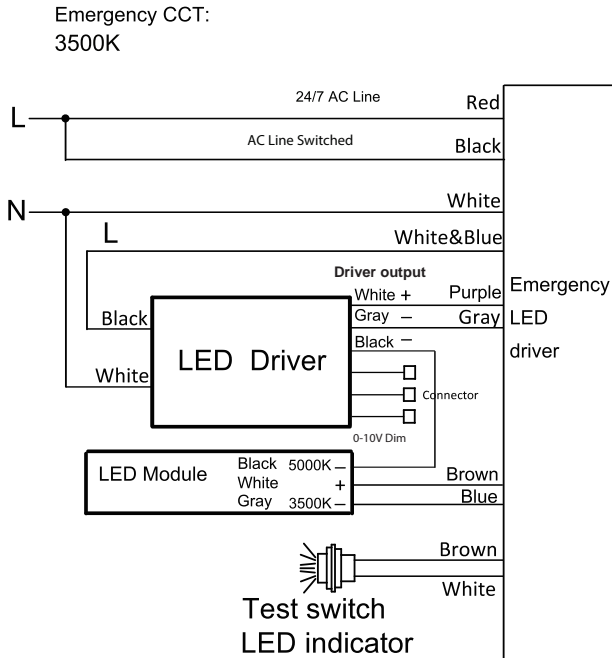 Emergency CCT:
3500K
24/7 AC Line
Red
L
AC Line Switched
Black
White
N
L
White&Blue
Driver output
White +
Purple
Emergency
Gray –
Gray
LED
Black
Black –
driver
LED Driver
White
Connector
0-10V Dim
LED Module
Black 5000K –
White +
Gray 3500K –
Brown
Blue
Brown
White
Test switch
LED indicator